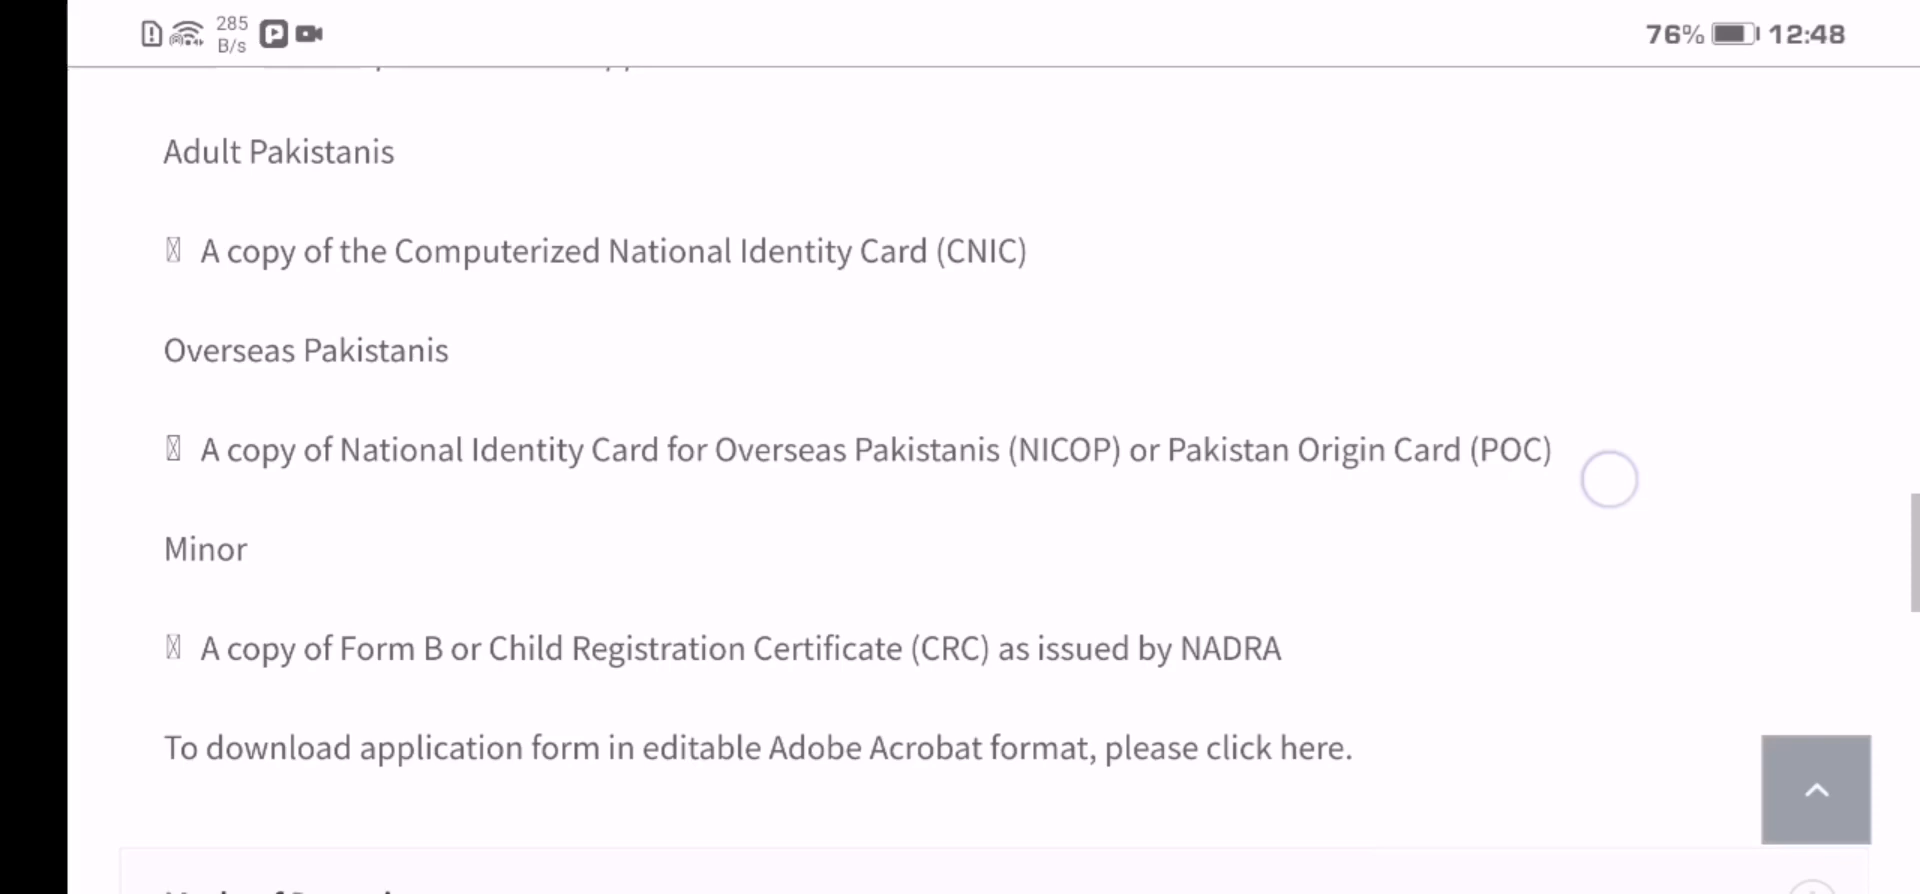 285
B/s
76%
12:48
Adult Pakistanis
A copy of the Computerized National Identity Card (CNIC)
Overseas Pakistanis
A copy of National Identity Card for Overseas Pakistanis (NICOP) or Pakistan Origin Card (POC)
Minor
A copy of Form B or Child Registration Certificate (CRC) as issued by NADRA
To download application form in editable Adobe Acrobat format, please click here.